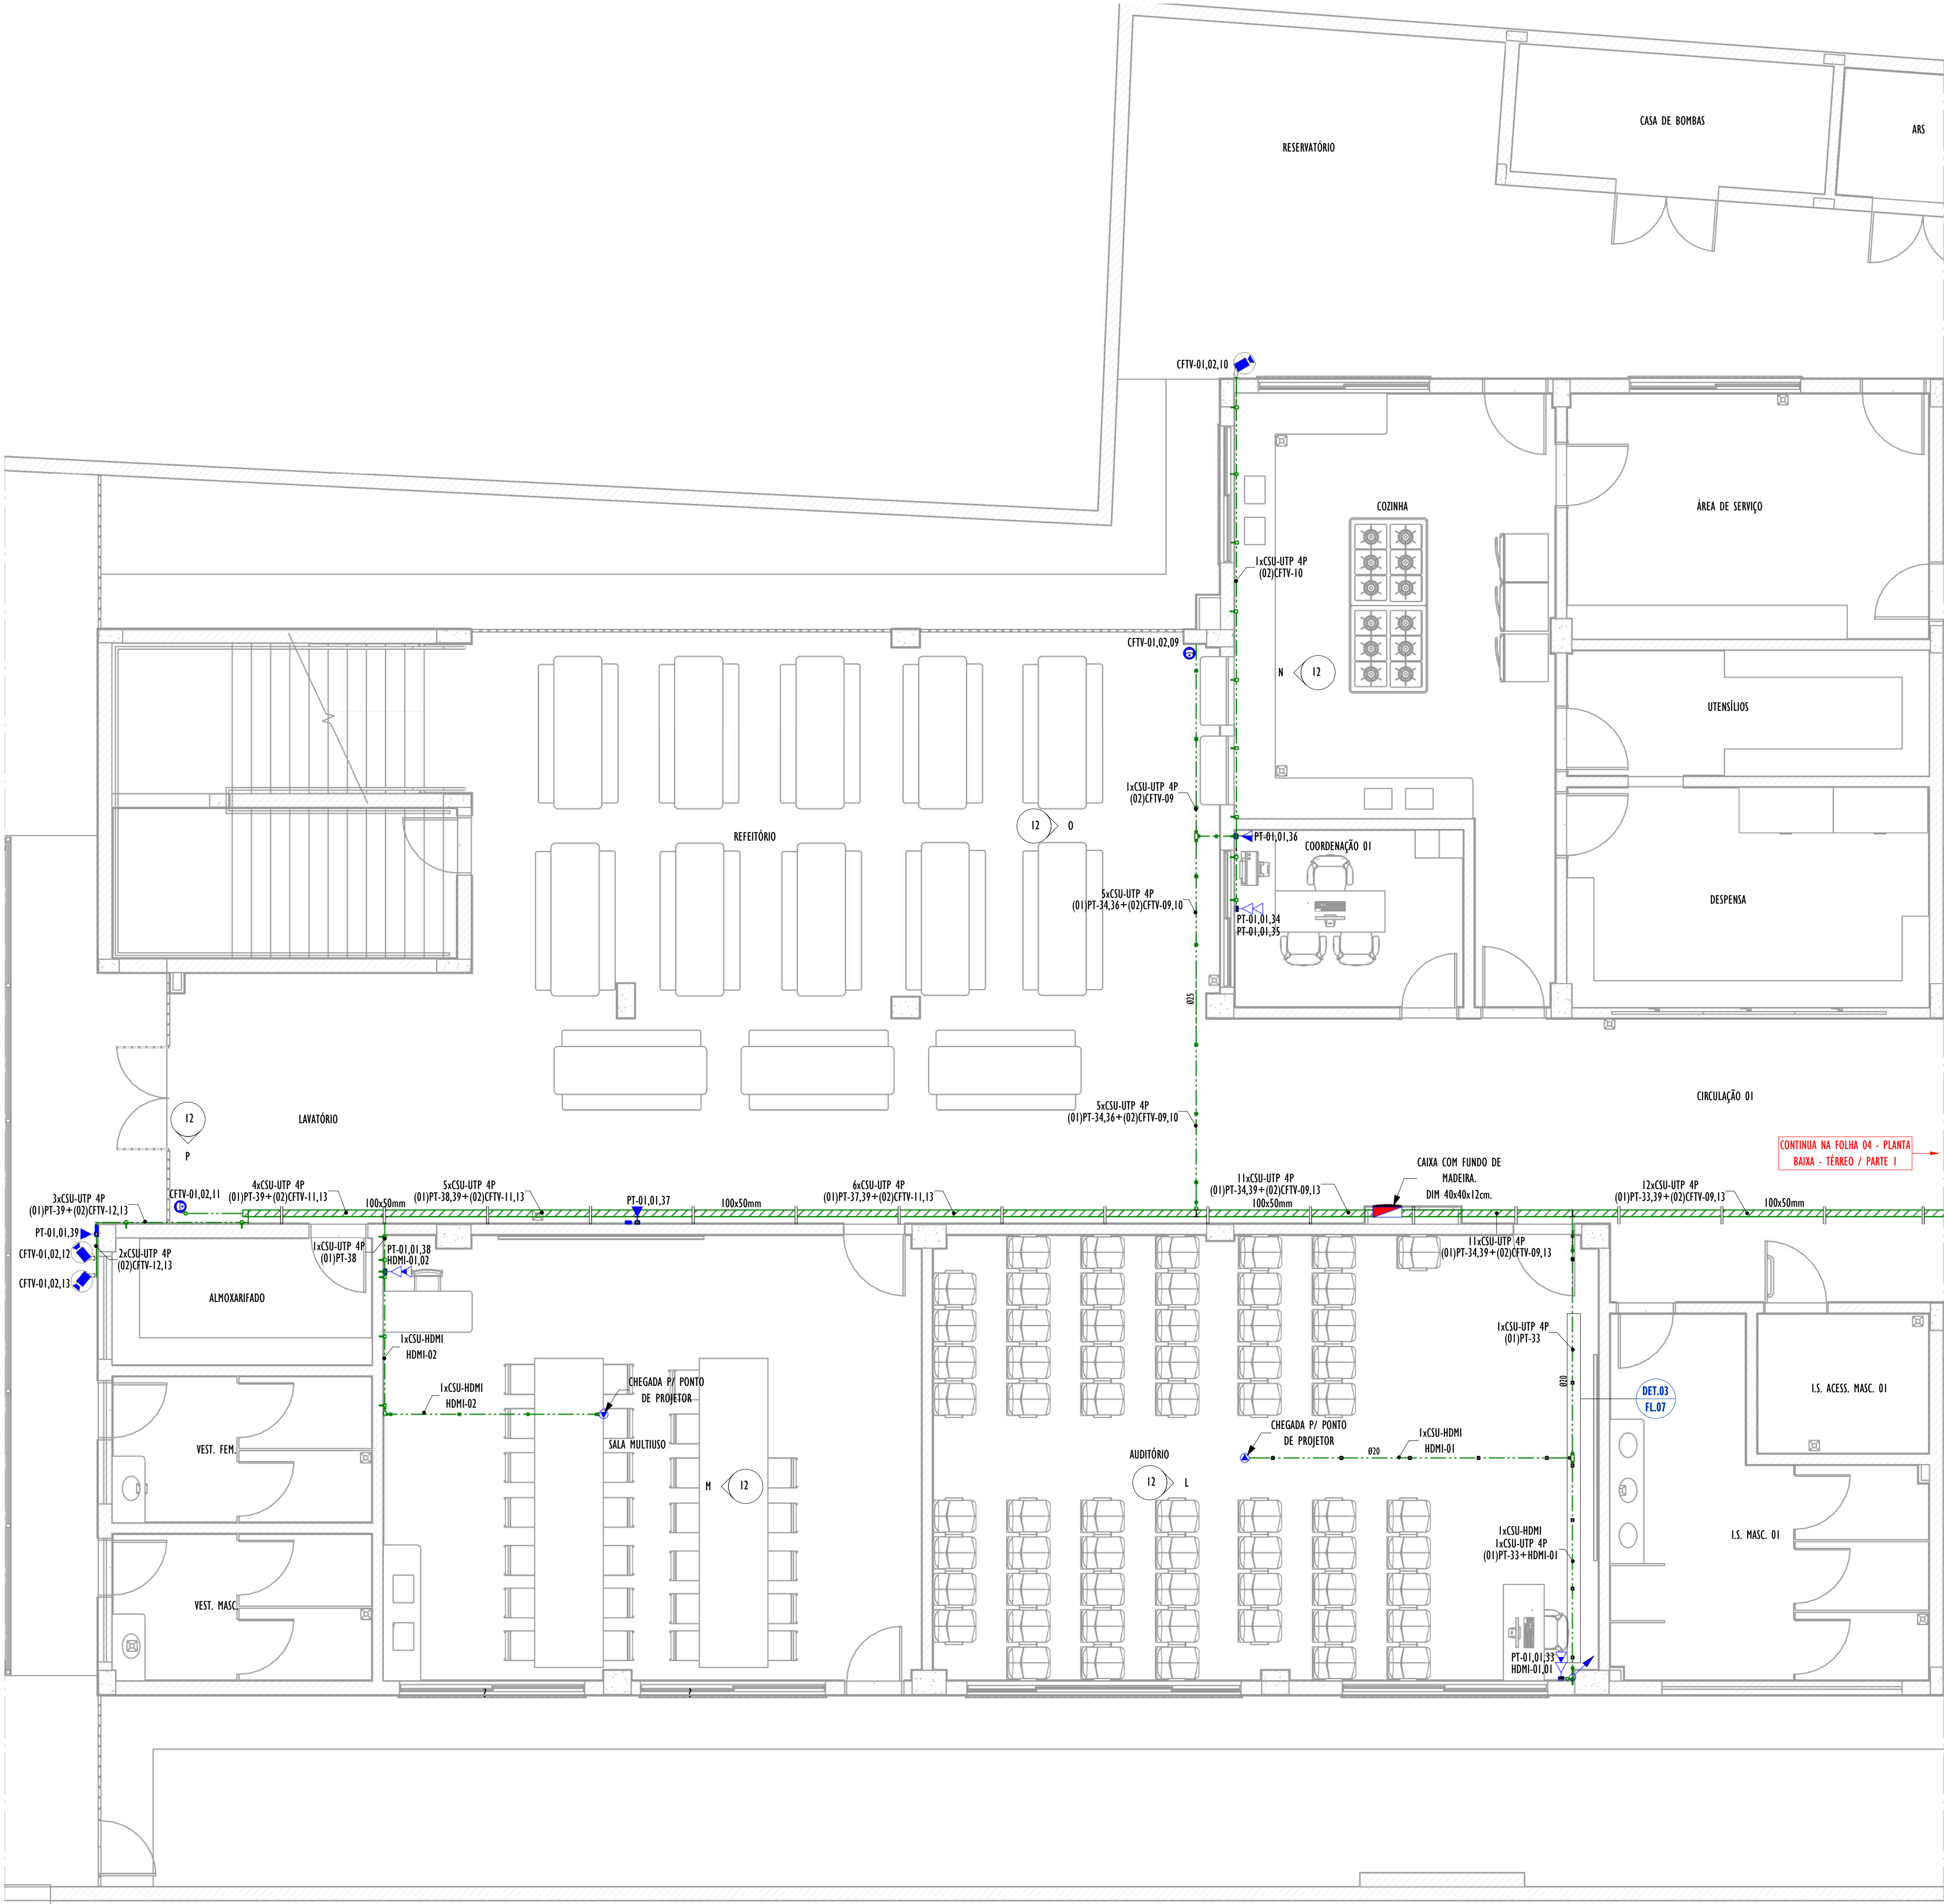 CASA DE BOMBAS
ARS
RESERVATÓRIO
CFTV-01,02,10
COZINHA
ÁREA DE SERVIÇO
1xCSU-UTP 4P
(02)CFTV-10
CFTV-01,02,09
N
12
UTENSÍLIOS
1xCSU-UTP 4P
(02)CFTV-09
REFEITÓRIO
12
O
PT-01,01,36
COORDENAÇÃO 01
5xCSU-UTP 4P
(01)PT-34,36+(02)CFTV-09,10
DESPENSA
PT-01,01,34
PT-01,01,35
Ø25
CIRCULAÇÃO 01
5xCSU-UTP 4P
(01)PT-34,36+(02)CFTV-09,10
LAVATÓRIO
12
P
CONTINUA NA FOLHA 04 - PLANTA
BAIXA - TÉRREO / PARTE 1
CAIXA COM FUNDO DE
MADEIRA.
DIM 40x40x12cm.
3xCSU-UTP 4P
(01)PT-39+(02)CFTV-12,13
CFTV-01,02,11
4xCSU-UTP 4P
(01)PT-39+(02)CFTV-11,13
100x50mm
5xCSU-UTP 4P
(01)PT-38,39+(02)CFTV-11,13
PT-01,01,37
100x50mm
6xCSU-UTP 4P
(01)PT-37,39+(02)CFTV-11,13
11xCSU-UTP 4P
(01)PT-34,39+(02)CFTV-09,13
100x50mm
12xCSU-UTP 4P
(01)PT-33,39+(02)CFTV-09,13
100x50mm
PT-01,01,39
CFTV-01,02,12
CFTV-01,02,13
2xCSU-UTP 4P
(02)CFTV-12,13
1xCSU-UTP 4P
(01)PT-38
PT-01,01,38
HDMI-01,02
11xCSU-UTP 4P
(01)PT-34,39+(02)CFTV-09,13
ALMOXARIFADO
1xCSU-HDMI
HDMI-02
1xCSU-UTP 4P
(01)PT-33
Ø20
1xCSU-HDMI
HDMI-02
CHEGADA P/ PONTO
DE PROJETOR
DET.03
FL.07
I.S. ACESS. MASC. 01
VEST. FEM.
SALA MULTIUSO
CHEGADA P/ PONTO
DE PROJETOR
1xCSU-HDMI
HDMI-01
Ø20
AUDITÓRIO
M
12
12
L
I.S. MASC. 01
1xCSU-HDMI
1xCSU-UTP 4P
(01)PT-33+HDMI-01
VEST. MASC.
PT-01,01,33
HDMI-01,01
?
?